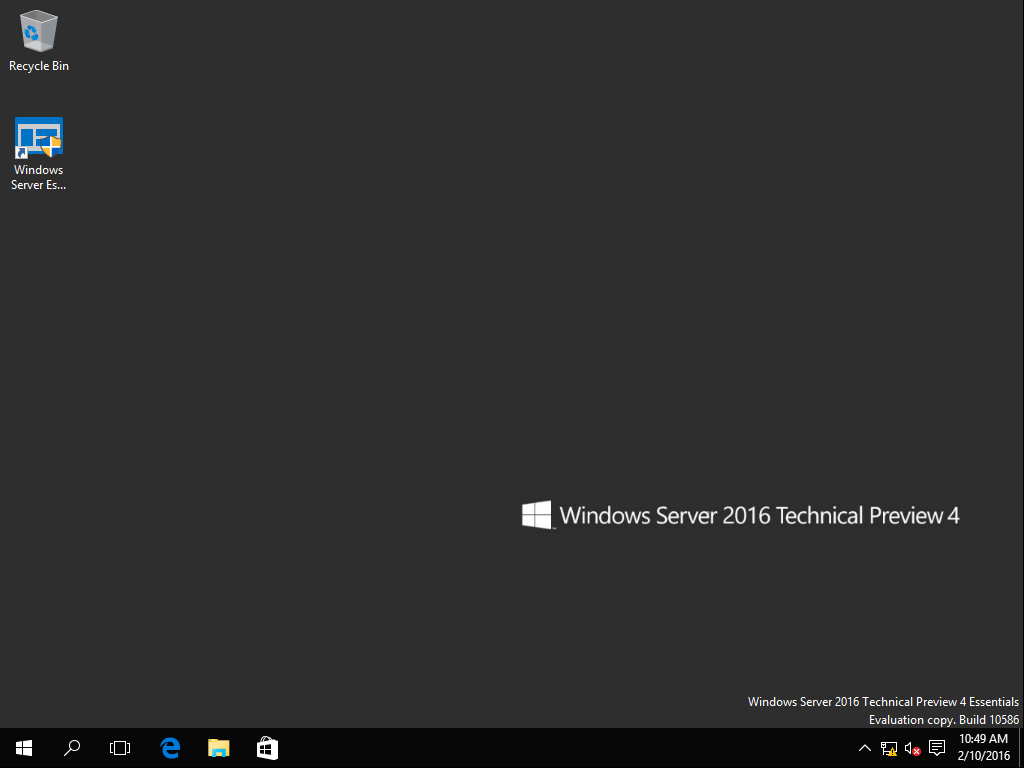 Recycle Bin
Windows
Server Es...
Windows Server 2016 Technical Preview 4
Windows Server 2016 Technical Preview 4 Essentials
Evaluation copy. Build 10586
10:49 AM
2/10/2016